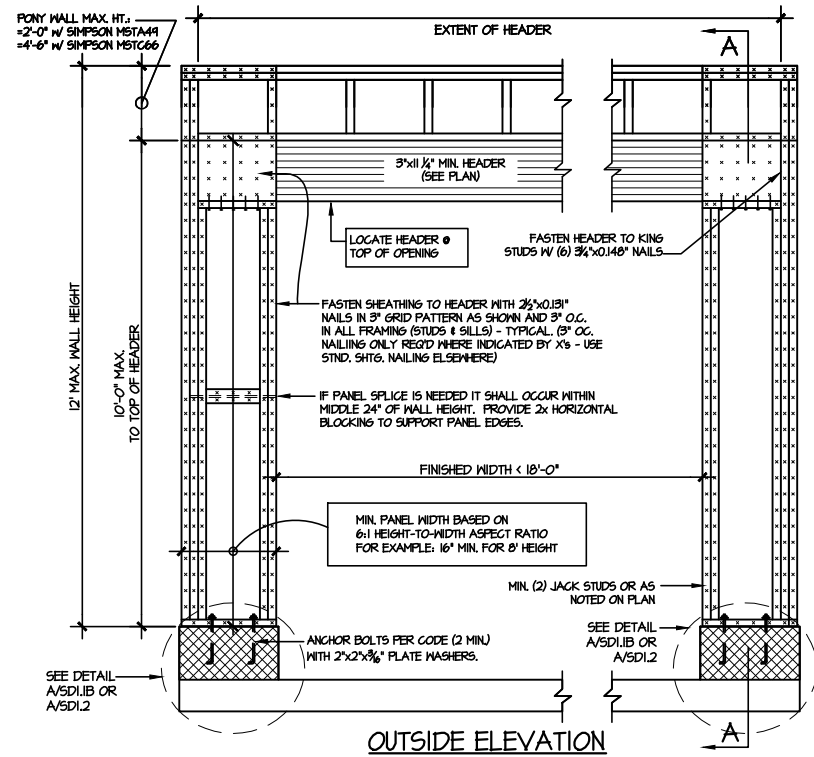 PONY WALL MAX. HT.:
=2'-0" W/ SIMPSON MSTA49
=4'-6" W/ SIMPSON MSTC66
EXTENT OF HEADER
A
3"x11 1/4" MIN. HEADER
(SEE PLAN)
LOCATE HEADER @
TOP OF OPENING
FASTEN HEADER TO KING
STUDS W/ (6) 3 1/4"x0.148" NAILS
12' MAX. WALL HEIGHT
10'-0" MAX.
TO TOP OF HEADER
FASTEN SHEATHING TO HEADER WITH 2 1/2"x0.131"
NAILS IN 3" GRID PATTERN AS SHOWN AND 3" O.C.
IN ALL FRAMING (STUDS & SILLS) - TYPICAL. (3" OC.
NAILIING ONLY REQ'D WHERE INDICATED BY X's - USE
STND. SHTG. NAILING ELSEWHERE)
IF PANEL SPLICE IS NEEDED IT SHALL OCCUR WITHIN
MIDDLE 24" OF WALL HEIGHT. PROVIDE 2x HORIZONTAL
BLOCKING TO SUPPORT PANEL EDGES.
FINISHED WIDTH < 18'-0"
MIN. PANEL WIDTH BASED ON
6:1 HEIGHT-TO-WIDTH ASPECT RATIO
FOR EXAMPLE: 16" MIN. FOR 8' HEIGHT
MIN. (2) JACK STUDS OR AS
NOTED ON PLAN
ANCHOR BOLTS PER CODE (2 MIN.)
WITH 2"x2"x3/16" PLATE WASHERS.
SEE DETAIL
A/SD1.1B OR
A/SD1.2
SEE DETAIL
A/SD1.1B OR
A/SD1.2
A
OUTSIDE ELEVATION